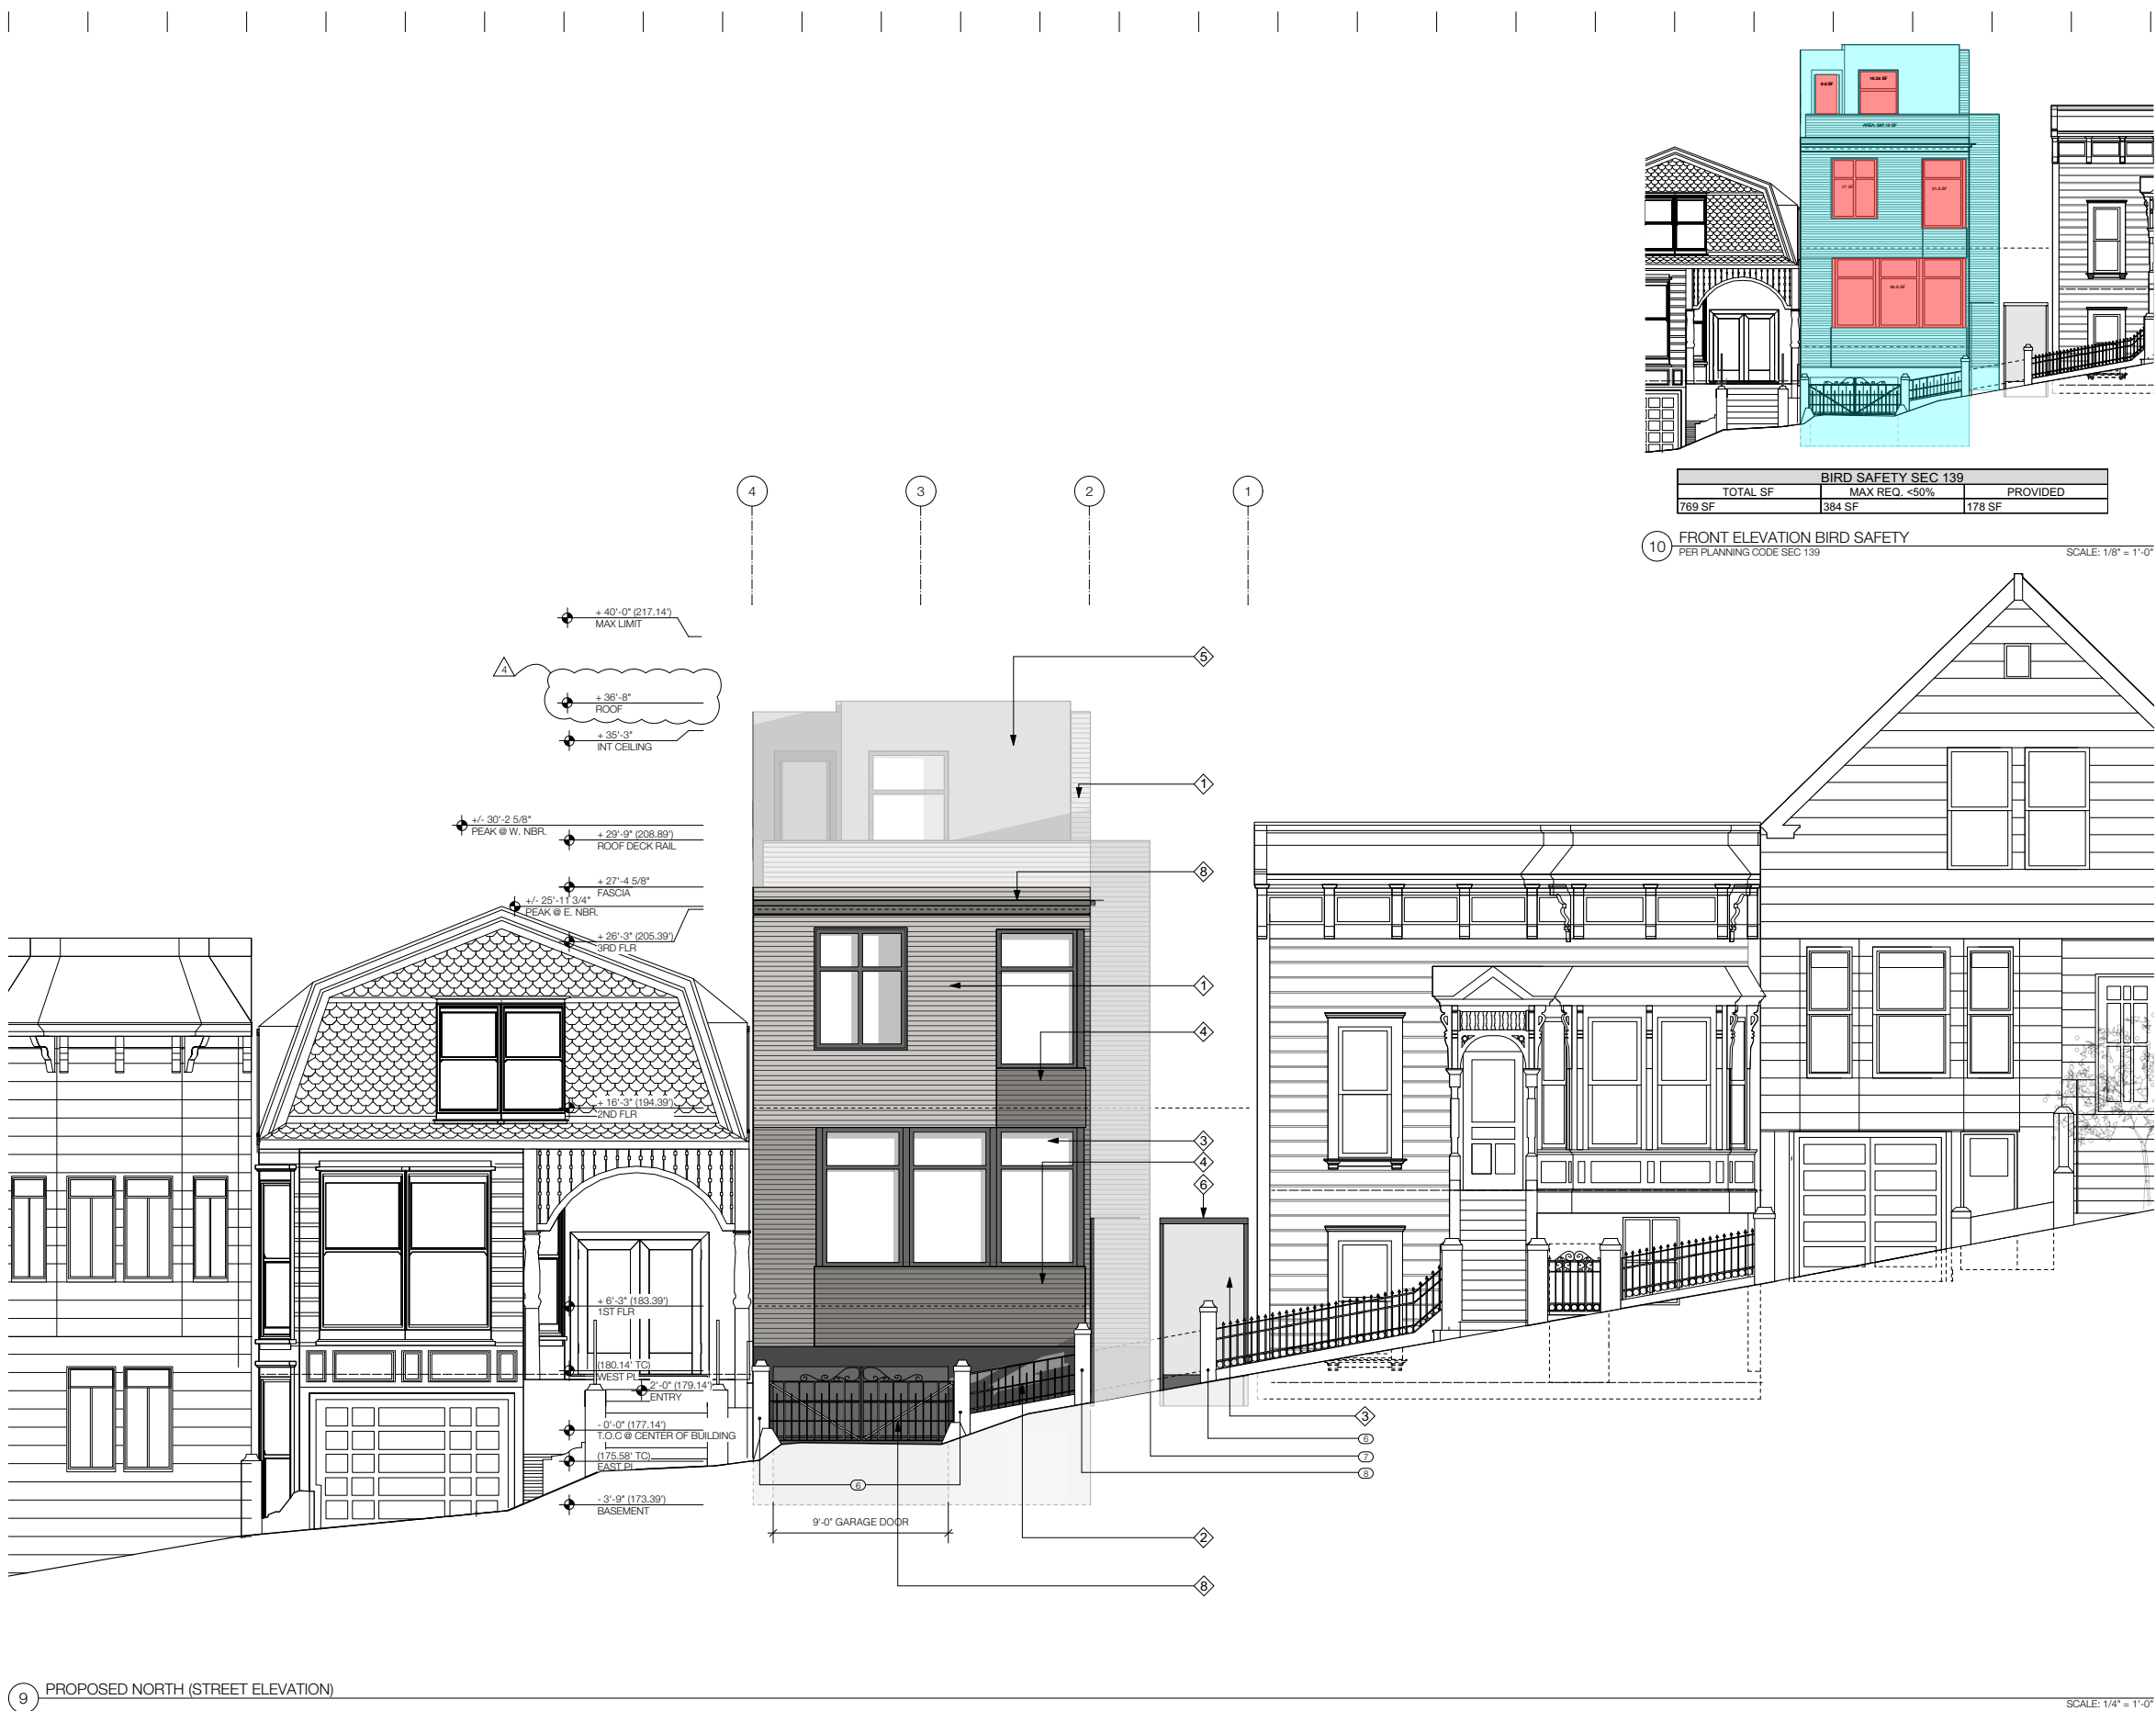 AREA: 597.12 SF
27 SF
BIRD SAFETY SEC 139
TOTAL SF MAX REQ. <50% PROVIDED
769 SF 384 SF 178 SF
10 FRONT ELEVATION BIRD SAFETY
PER PLANNING CODE SEC 139 SCALE: 1/8" = 1'-0"
4 3 2 1
+ 40'-0" (217.14')
MAX LIMIT
4
+ 36'-8"
ROOF
+ 35'-3"
INT CEILING
+/- 30'-2 5/8"
PEAK @ W. NBR.
+ 29'-9" (208.89')
ROOF DECK RAIL
+ 27'-4 5/8"
FASCIA
+/- 25'-11 3/4"
PEAK @ E. NBR.
+ 26'-3" (205.39')
3RD FLR
+ 16'-3" (194.39')
2ND FLR
+ 6'-3" (183.39')
1ST FLR
(180.14' TC)
WEST PL
2'-0" (179.14')
ENTRY
- 0'-0" (177.14')
T.O.C @ CENTER OF BUILDING
(175.58' TC)
EAST PL
- 3'-9" (173.39')
BASEMENT
5
1
8
1
4
3
4
6
3
6
7
8
6
9'-0" GARAGE DOOR
2
8
9 PROPOSED NORTH (STREET ELEVATION)
SCALE: 1/4" = 1'-0"